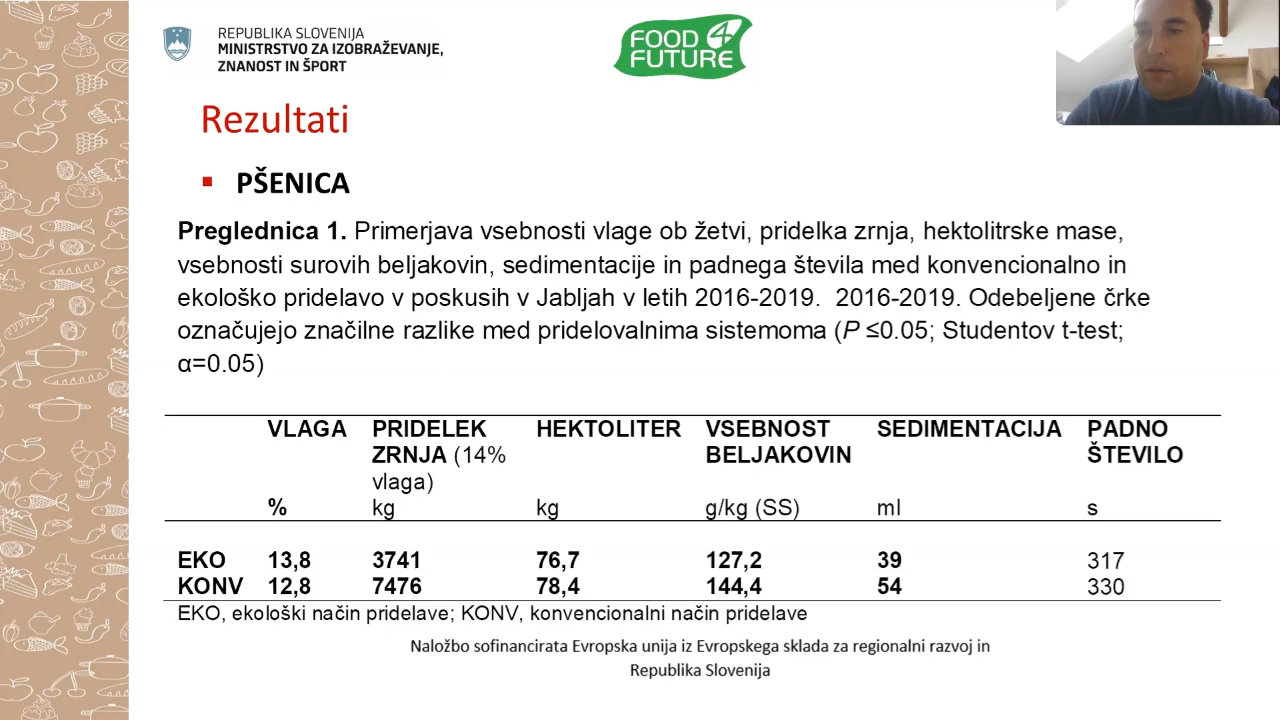 REPUBLIKA SLOVENIJA
MINISTRSTVO ZA IZOBRAŽEVANJE,
ZNANOST IN ŠPORT
FOOD 4
FUTURE
Rezultati
▪ PŠENICA
Preglednica 1. Primerjava vsebnosti vlage ob žetvi, pridelka zrnja, hektolitrske mase,
vsebnosti surovih beljakovin, sedimentacije in padnega števila med konvencionalno in
ekološko pridelavo v poskusih v Jabljah v letih 2016-2019.  2016-2019. Odebeljene črke
označujejo značilne razlike med pridelovalnima sistemoma (P ≤0.05; Studentov t-test;
α=0.05)
VLAGA PRIDELEK HEKTOLITER VSEBNOST SEDIMENTACIJA PADNO
ZRNJA (14% BELJAKOVIN ŠTEVILO
vlaga)
% kg kg g/kg (SS) ml s
EKO 13,8 3741 76,7 127,2 39 317
KONV 12,8 7476 78,4 144,4 54 330
EKO, ekološki način pridelave; KONV, konvencionalni način pridelave
Naložbo sofinancirata Evropska unija iz Evropskega sklada za regionalni razvoj in
Republika Slovenija